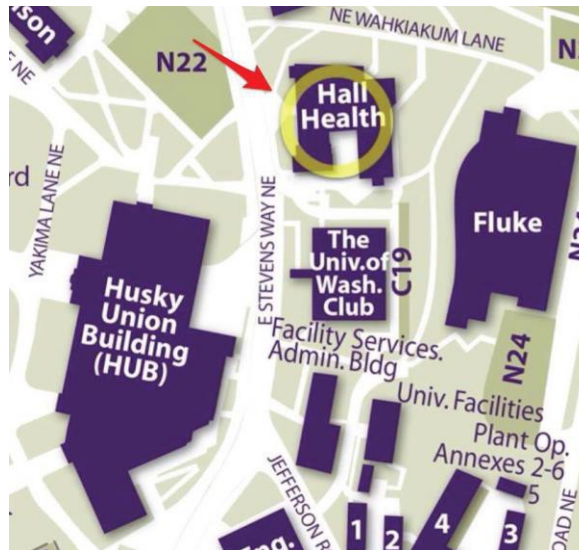 NE WAHKIAKUM LANE
son
E NE
N22
N
Hall
Health
rd
YAKIMA LANE NE
E STEVENS WAY NE
The
Univ. of
Wash.
Club
C19
Fluke
Husky
Union
Building
(HUB)
Facility Services.
Admin. Bldg
N24
Univ. Facilities
Plant Op.
Annexes 2-6
5
JEFFERSON R
1
2
4
3
OAD NE
Eng.